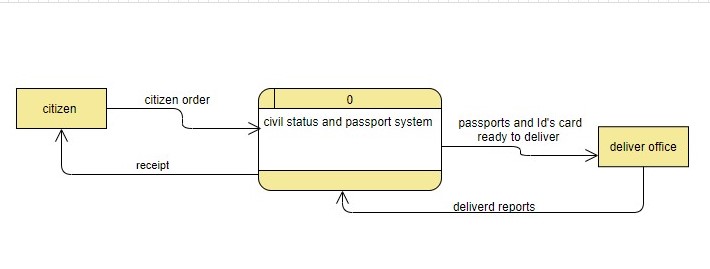 0
citizen order
citizen
civil status and passport system
passports and Id's card
ready to deliver
deliver office
receipt
deliverd reports